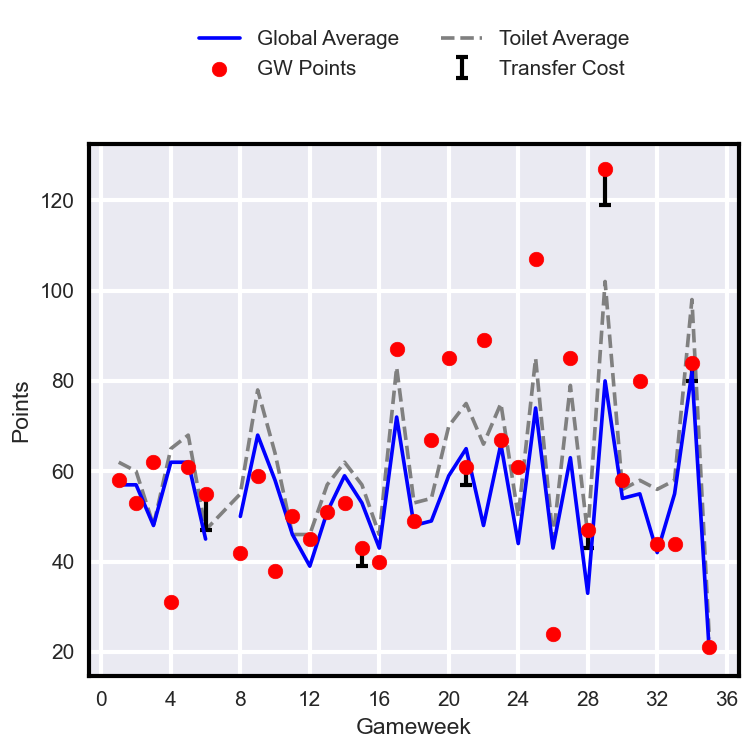 Global Average
GW Points
Toilet Average
Transfer Cost
Points
120
100
80
60
40
20
0 4 8 12 16 20 24 28 32 36
Gameweek